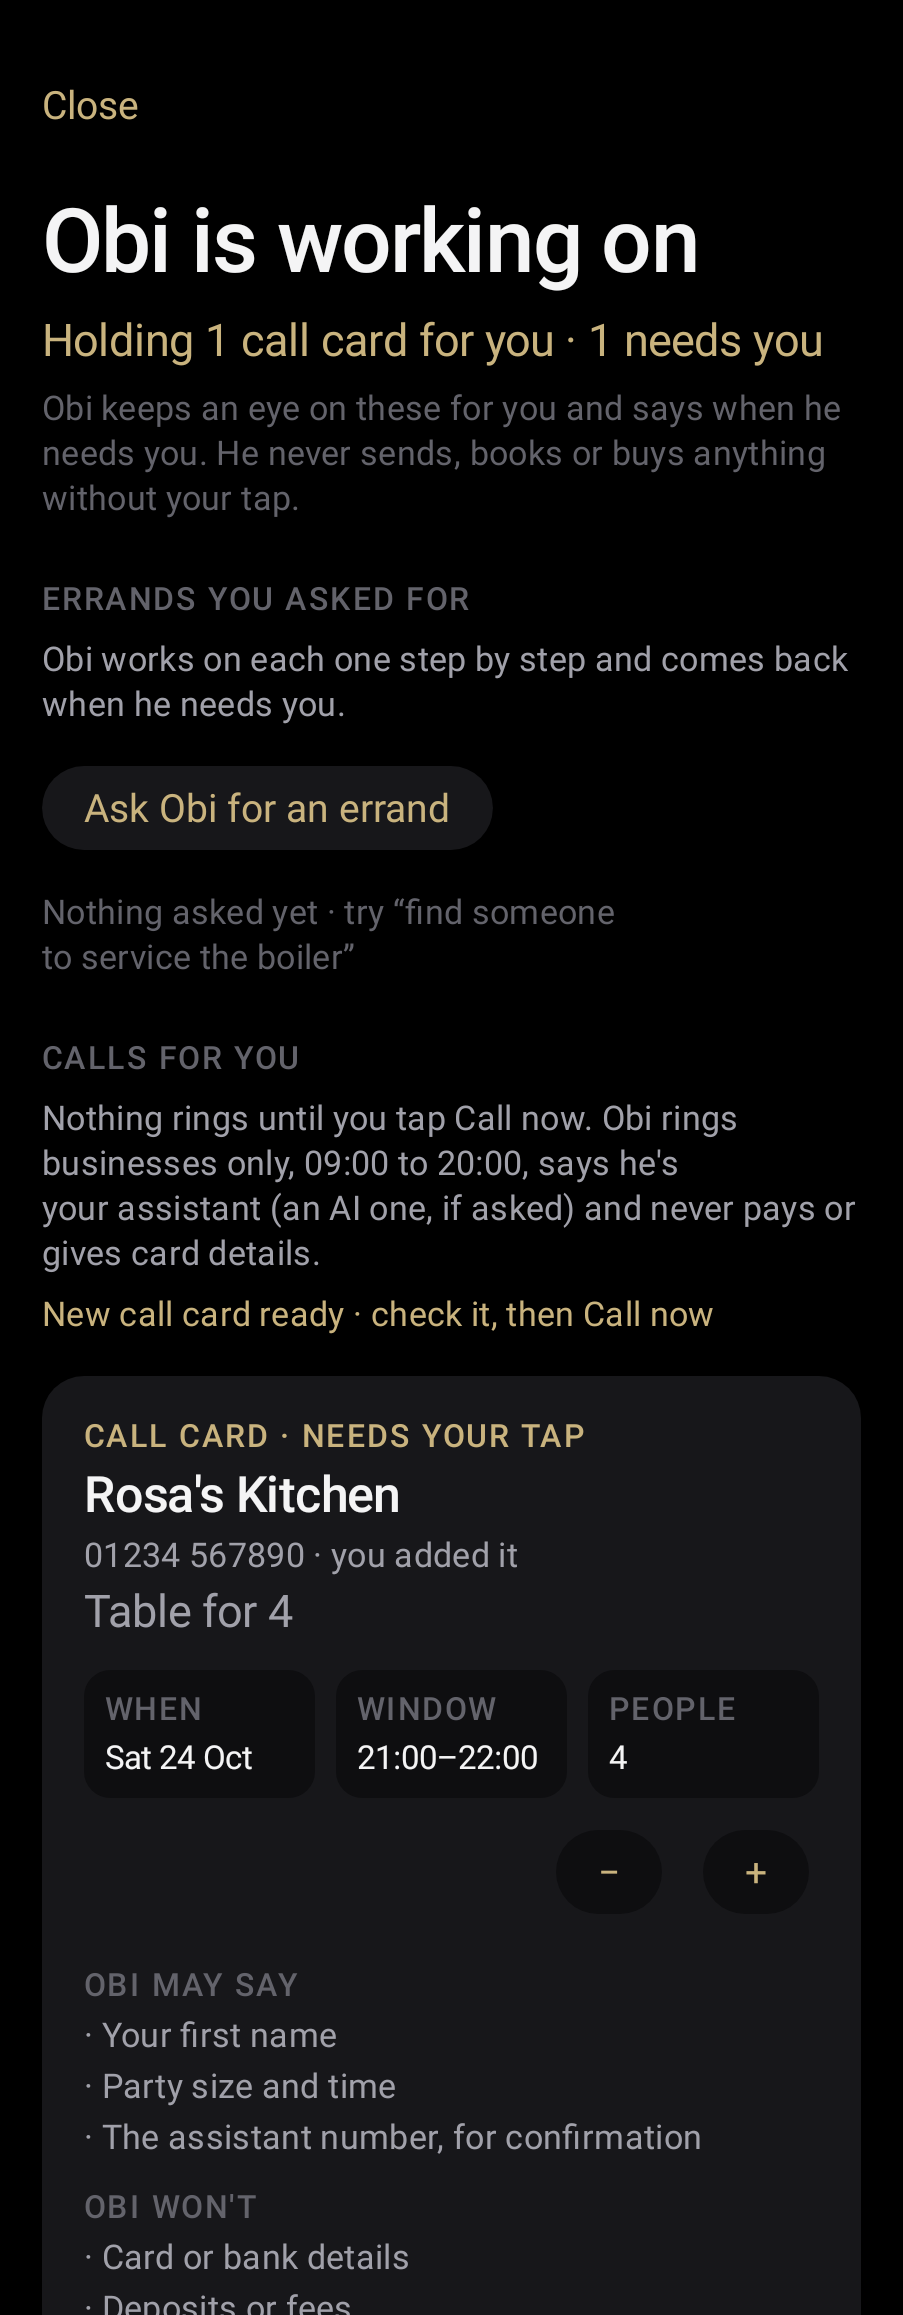 Close
Obi is working on
Holding 1 call card for you · 1 needs you
Obi keeps an eye on these for you and says when he
needs you. He never sends, books or buys anything
without your tap.
ERRANDS YOU ASKED FOR
Obi works on each one step by step and comes back
when he needs you.
Ask Obi for an errand
Nothing asked yet · try “find someone
to service the boiler”
CALLS FOR YOU
Nothing rings until you tap Call now. Obi rings
businesses only, 09:00 to 20:00, says he's
your assistant (an AI one, if asked) and never pays or
gives card details.
New call card ready · check it, then Call now
CALL CARD · NEEDS YOUR TAP
Rosa's Kitchen
01234 567890 · you added it
Table for 4
WHEN WINDOW PEOPLE
Sat 24 Oct 21:00–22:00 4
− +
OBI MAY SAY
· Your first name
· Party size and time
· The assistant number, for confirmation
OBI WON'T
· Card or bank details
· Deposits or fees